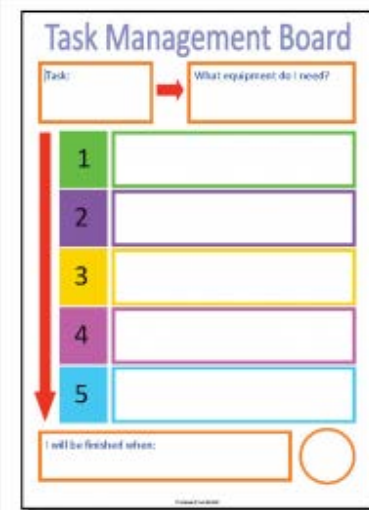 Task Management Board
Task:
What equipment do I need?
1
2
3
4
5
I will be finished when: